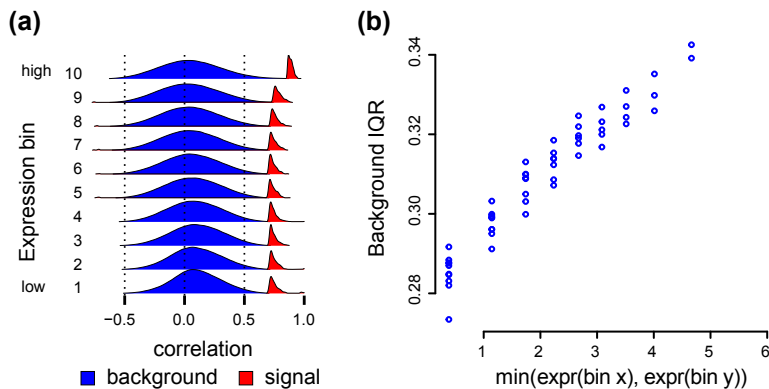 (a)
high 10
9
8
7
6
5
4
3
2
low 1
Expression bin
−0.5 0.0 0.5 1.0
correlation
background signal
(b)
0.34
0.32
0.30
0.28
Background IQR
1 2 3 4 5 6
min(expr(bin x), expr(bin y))